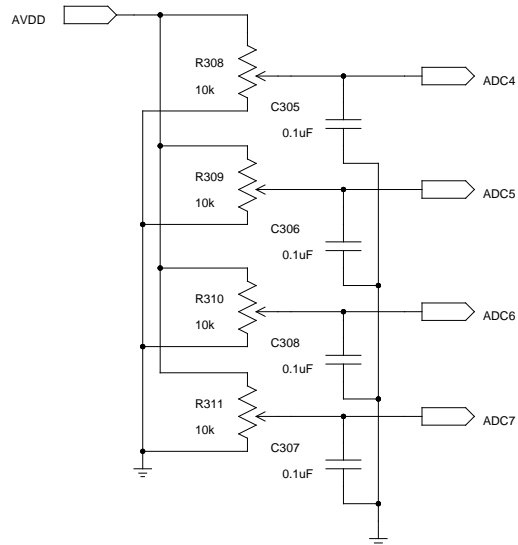 AVDD
R308
10k
ADC4
C305
0.1uF
R309
10k
ADC5
C306
0.1uF
R310
10k
ADC6
C308
0.1uF
R311
10k
ADC7
C307
0.1uF